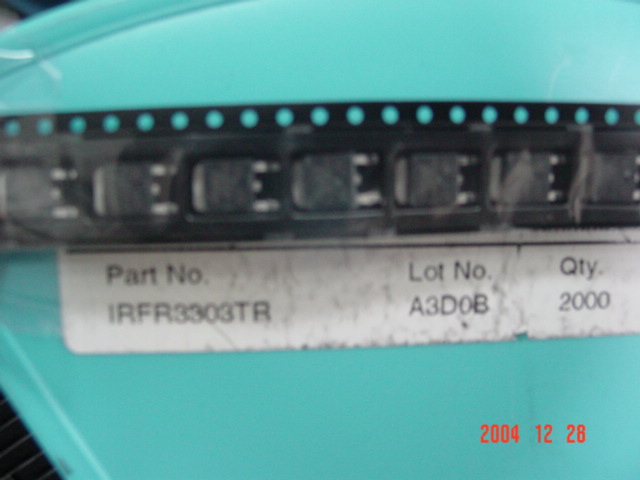 Part No. Lot No. Qty.
IRFR3303TR A3D0B 2000
2004 12 28